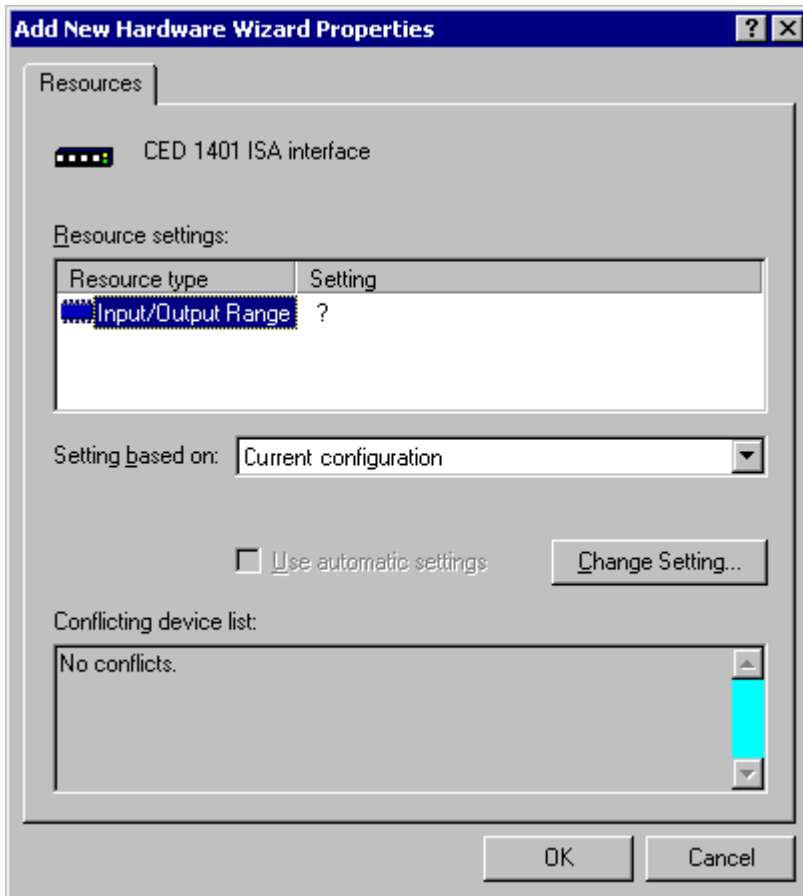 Add New Hardware Wizard Properties
Resources
CED 1401 ISA interface
Resource settings:
Resource type Setting
Input/Output Range ?
Setting based on: Current configuration
Use automatic settings Change Setting...
Conflicting device list:
No conflicts.
OK Cancel